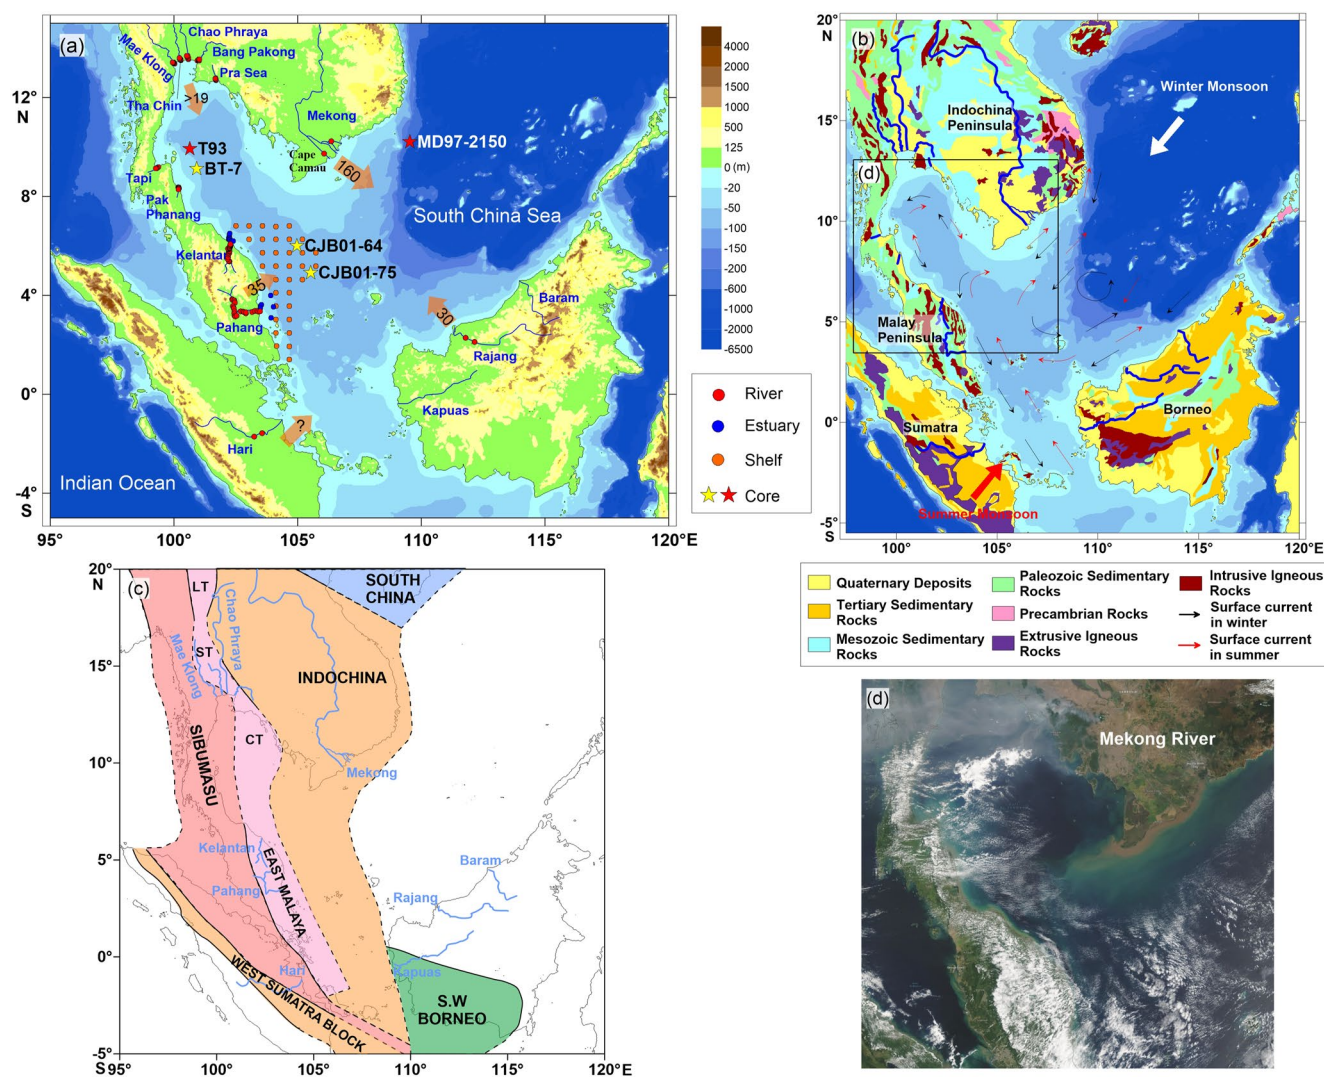 (a)
Chao Phraya
Mae Klong
Bang Pakong
Pra Sea
Tha Chin
>19
Mekong
T93
BT-7
Cape
Camau
160
MD97-2150
Tapi
Pak
Phanang
South China Sea
Kelantan
CJB01-64
CJB01-75
35
Pahang
30
Baram
Rajang
Kapuas
Hari
?
Indian Ocean
12°
N
8°
4°
0°
-4°
S
95°
100°
105°
110°
115°
120°E
4000
2000
1500
1000
500
125
0 (m)
-20
-50
-100
-150
-200
-600
-1000
-2000
-6500
River
Estuary
Shelf
Core
(b)
20°
N
15°
10°
5°
0°
-5°
S
Winter Monsoon
Indochina
Peninsula
(d)
Malay
Peninsula
Borneo
Sumatra
Summer Monsoon
100°
105°
110°
115°
120°E
Quaternary Deposits
Tertiary Sedimentary
Rocks
Mesozoic Sedimentary
Rocks
Paleozoic Sedimentary
Rocks
Precambrian Rocks
Extrusive Igneous
Rocks
Intrusive Igneous
Rocks
Surface current
in winter
Surface current
in summer
(c)
20°
N
15°
10°
5°
0°
-5°
S
95°
100°
105°
110°
115°
120°E
LT
SOUTH
CHINA
Chao Phraya
Mae Klong
ST
INDOCHINA
SIBUMASU
CT
Mekong
Kelantan
EAST MALAYA
Pahang
Baram
Rajang
Hari
Kapuas
WEST SUMATRA BLOCK
S.W
BORNEO
(d)
Mekong River